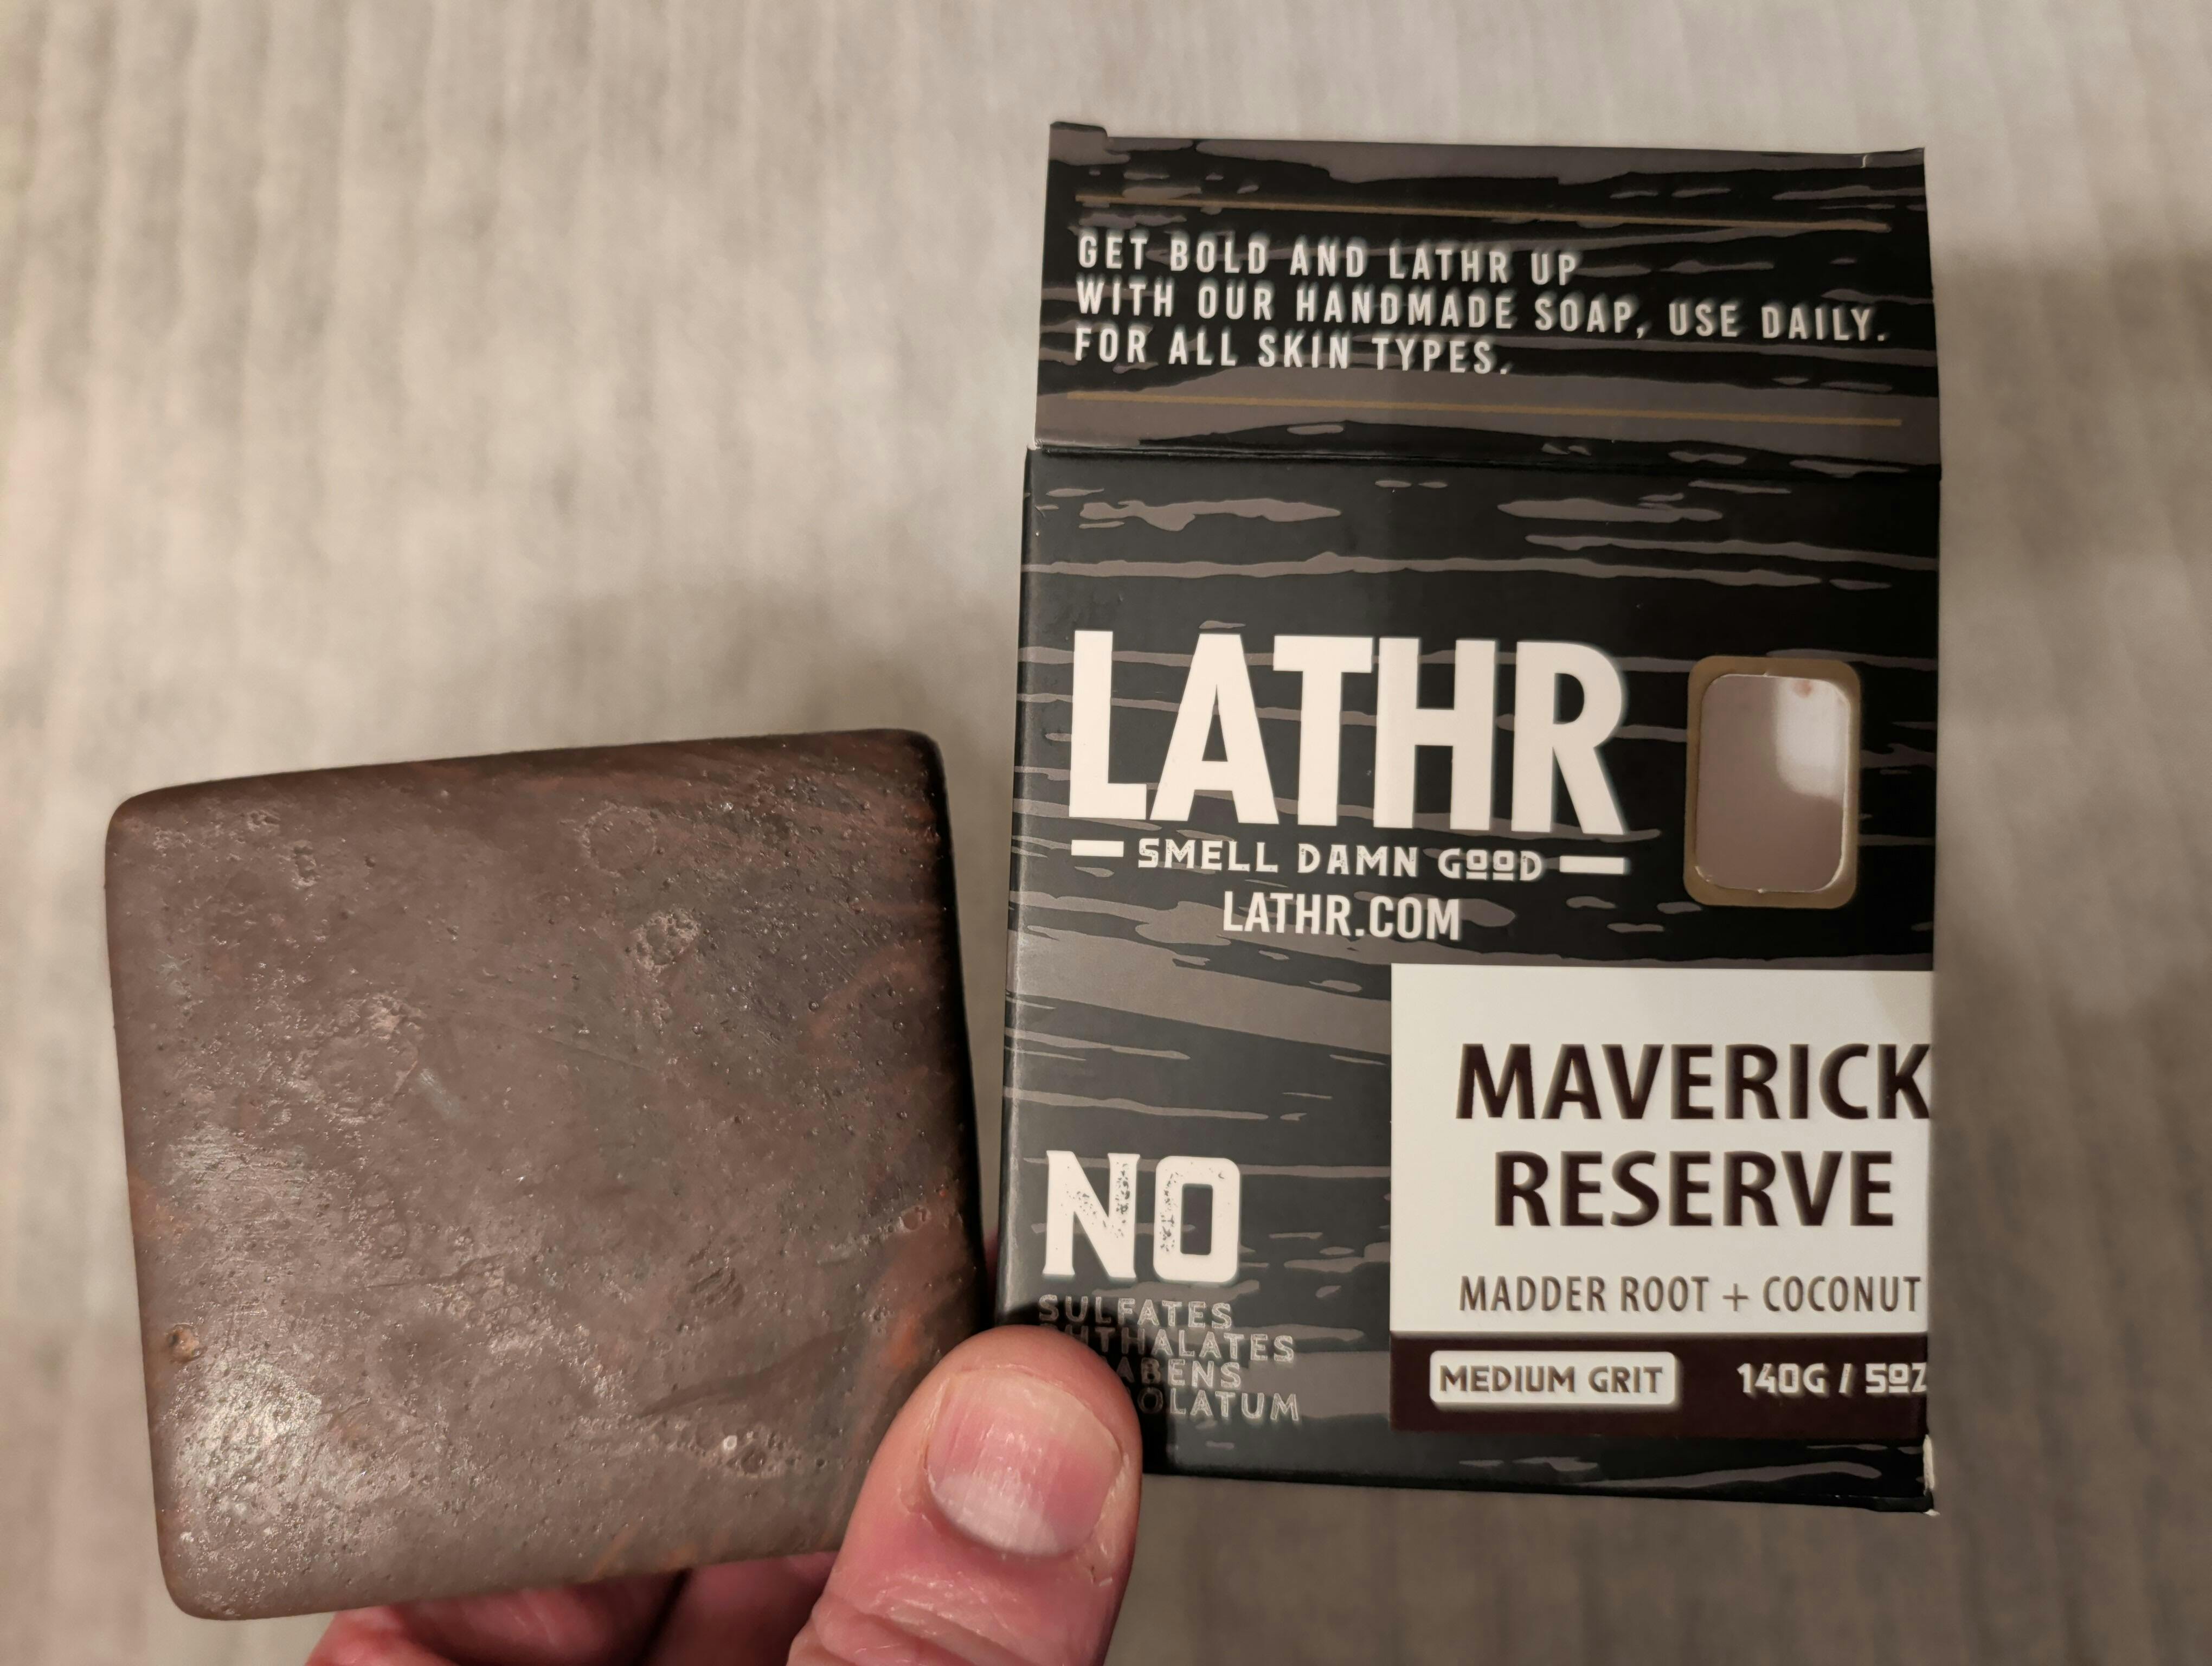 GET BOLD AND LATHR UP
WITH OUR HANDMADE SOAP, USE DAILY.
FOR ALL SKIN TYPES.
LATHR
SMELL DAMN GOOD
LATHR.COM
MAVERICK
RESERVE
MADDER ROOT + COCONUT
MEDIUM GRIT 140G / 5OZ
NO
SULFATES